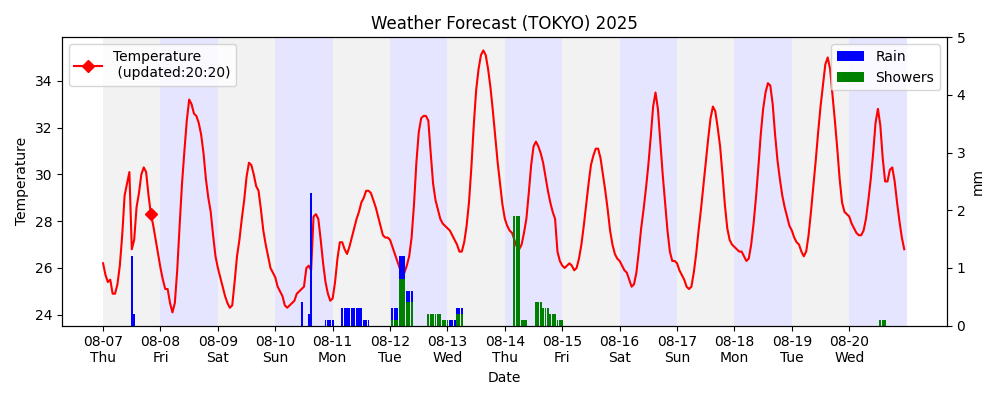 Weather Forecast (TOKYO) 2025
Temperature
(updated:20:20)
Rain
Showers
Temperature
34
32
30
28
26
24
5
4
3
2
1
0
mm
08-07 08-08 08-09 08-10 08-11 08-12 08-13 08-14 08-15 08-16 08-17 08-18 08-19 08-20
Thu Fri Sat Sun Mon Tue Wed Thu Fri Sat Sun Mon Tue Wed
Date